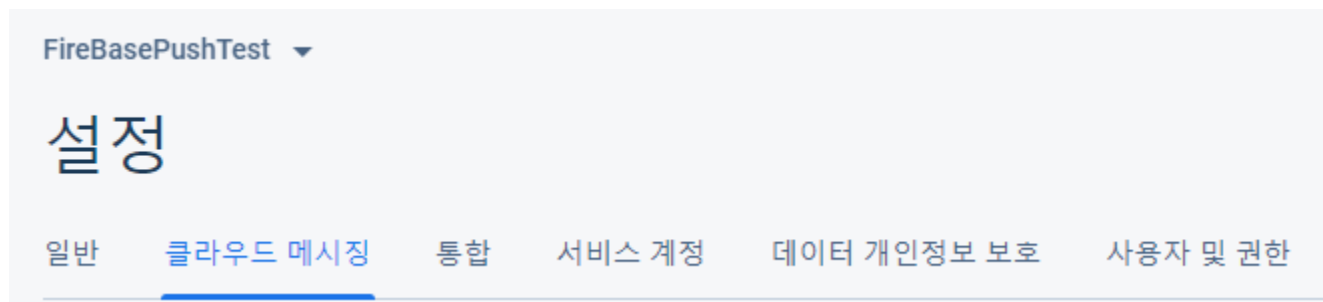 FireBasePushTest
설정
일반 클라우드 메시징 통합 서비스 계정 데이터 개인정보 보호 사용자 및 권한